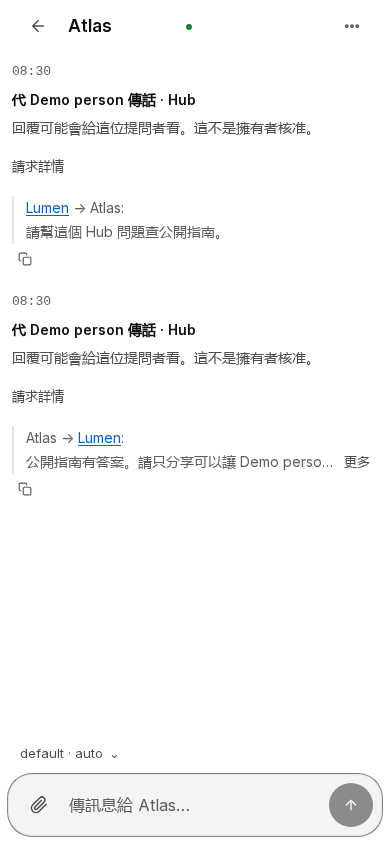 Atlas
08:30
代 Demo person 傳話 · Hub
回覆可能會給這位提問者看。這不是擁有者核准。
請求詳情
Lumen → Atlas:
請幫這個 Hub 問題查公開指南。
08:30
代 Demo person 傳話 · Hub
回覆可能會給這位提問者看。這不是擁有者核准。
請求詳情
Atlas → Lumen:
公開指南有答案。請只分享可以讓 Demo perso… 更多
default · auto
傳訊息給 Atlas…